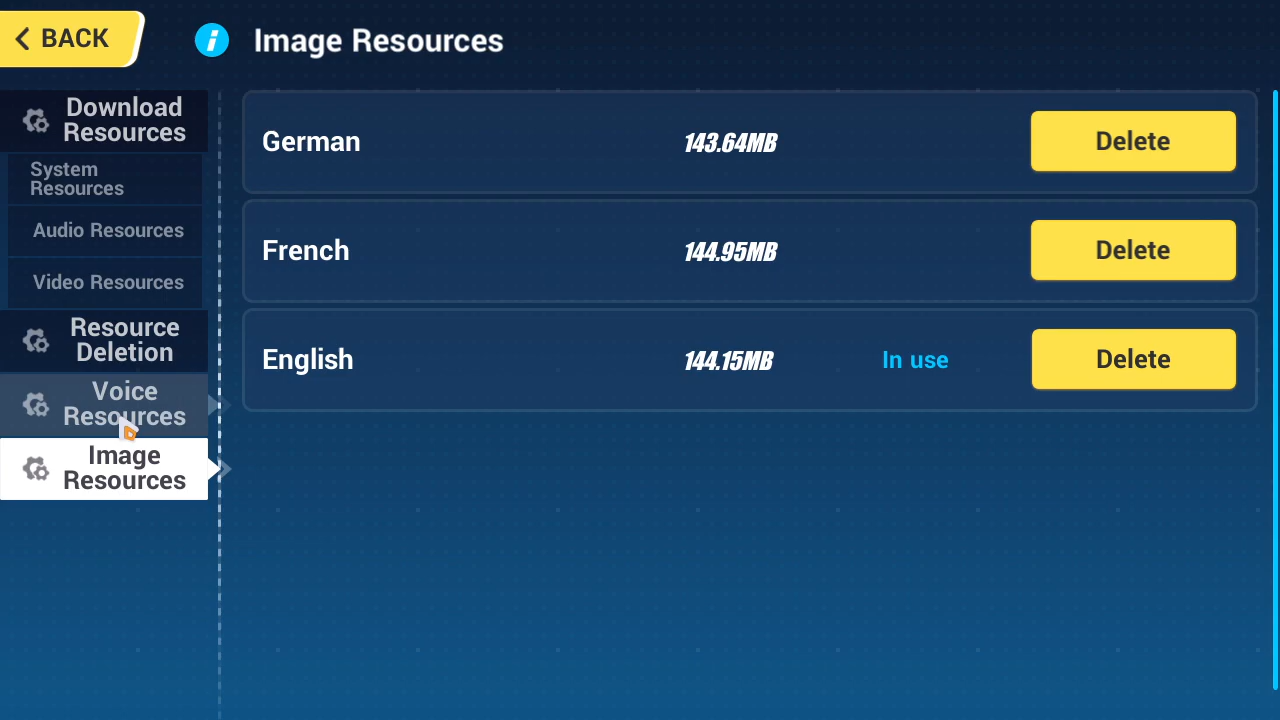 BACK
Image Resources
Download
Resources
System
Resources
Audio Resources
Video Resources
Resource
Deletion
Voice
Resources
Image
Resources
German 143.64MB Delete
French 144.95MB Delete
English 144.15MB In use Delete